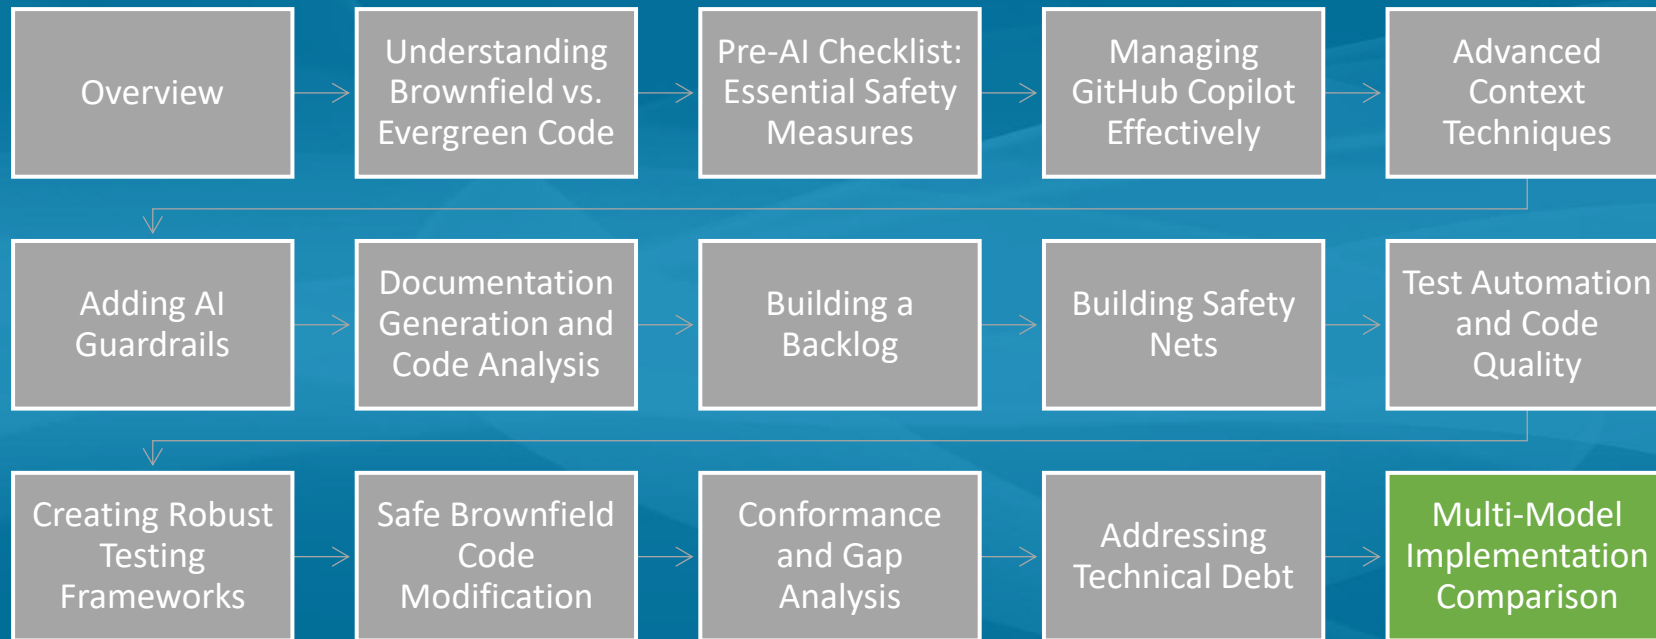 Overview
Understanding
Brownfield vs.
Evergreen Code
Pre-AI Checklist:
Essential Safety
Measures
Managing
GitHub Copilot
Effectively
Advanced
Context
Techniques
Adding AI
Guardrails
Documentation
Generation and
Code Analysis
Building a
Backlog
Building Safety
Nets
Test Automation
and Code
Quality
Creating Robust
Testing
Frameworks
Safe Brownfield
Code
Modification
Conformance
and Gap
Analysis
Addressing
Technical Debt
Multi-Model
Implementation
Comparison